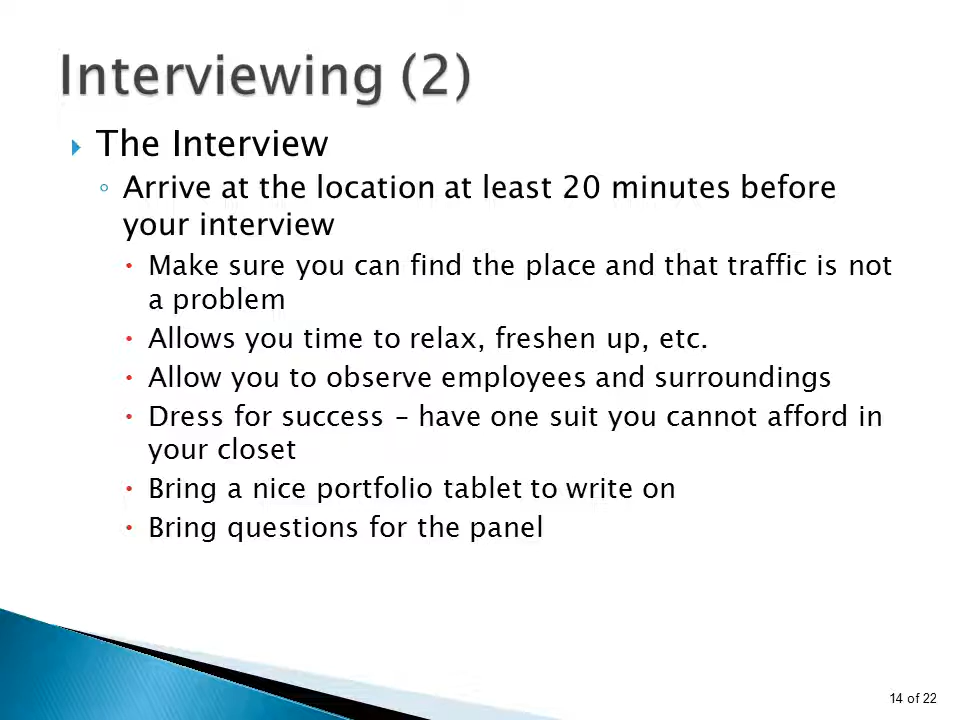 Interviewing (2)
The Interview
Arrive at the location at least 20 minutes before
your interview
Make sure you can find the place and that traffic is not
a problem
Allows you time to relax, freshen up, etc.
Allow you to observe employees and surroundings
Dress for success – have one suit you cannot afford in
your closet
Bring a nice portfolio tablet to write on
Bring questions for the panel
14 of 22